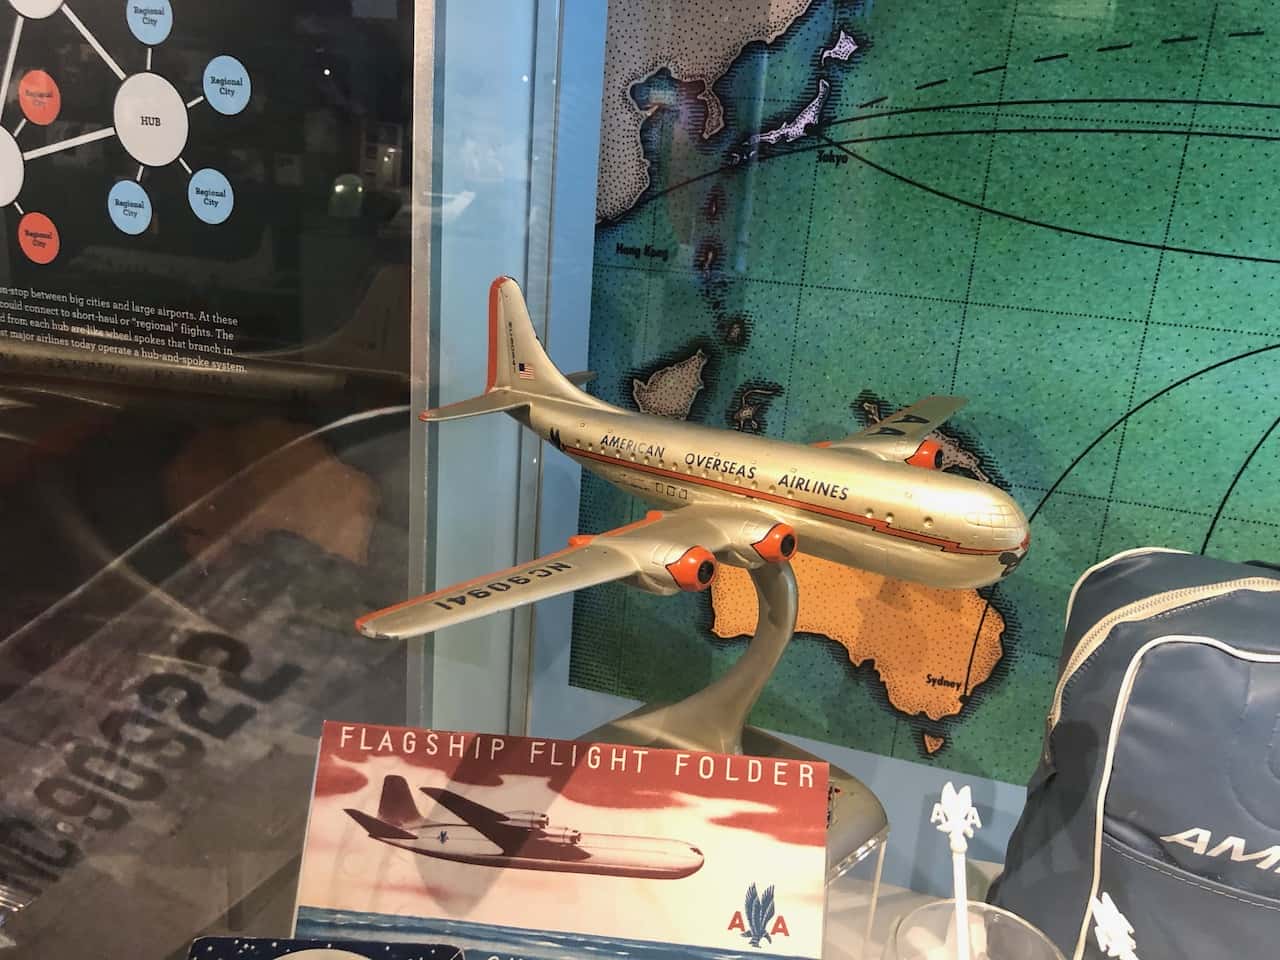 Regional
City
Regional
City
Regional
City
HUB
Regional
City
Regional
City
Regional
City
n-stop between big cities and large airports. At these
could connect to short-haul or "regional" flights. The
d from each hub are like wheel spokes that branch in
st major airlines today operate a hub-and-spoke system.
Tokyo
Hong Kong
AMERICAN OVERSEAS AIRLINES
NC90941
Sydney
NC-90922
FLAGSHIP FLIGHT FOLDER
A A
AA
AM